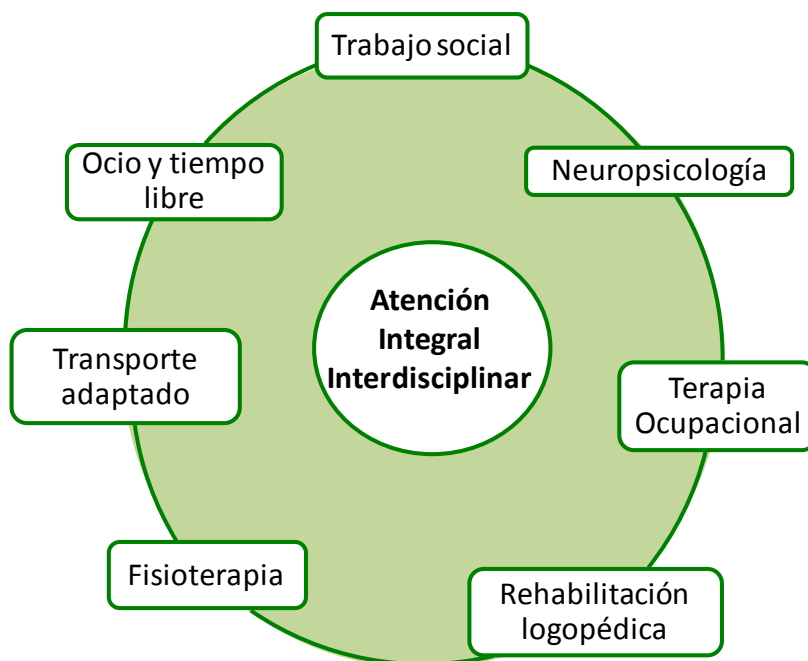 Trabajo social
Ocio y tiempo
libre
Neuropsicología
Atención
Integral
Interdisciplinar
Transporte
adaptado
Terapia
Ocupacional
Fisioterapia
Rehabilitación
logopédica